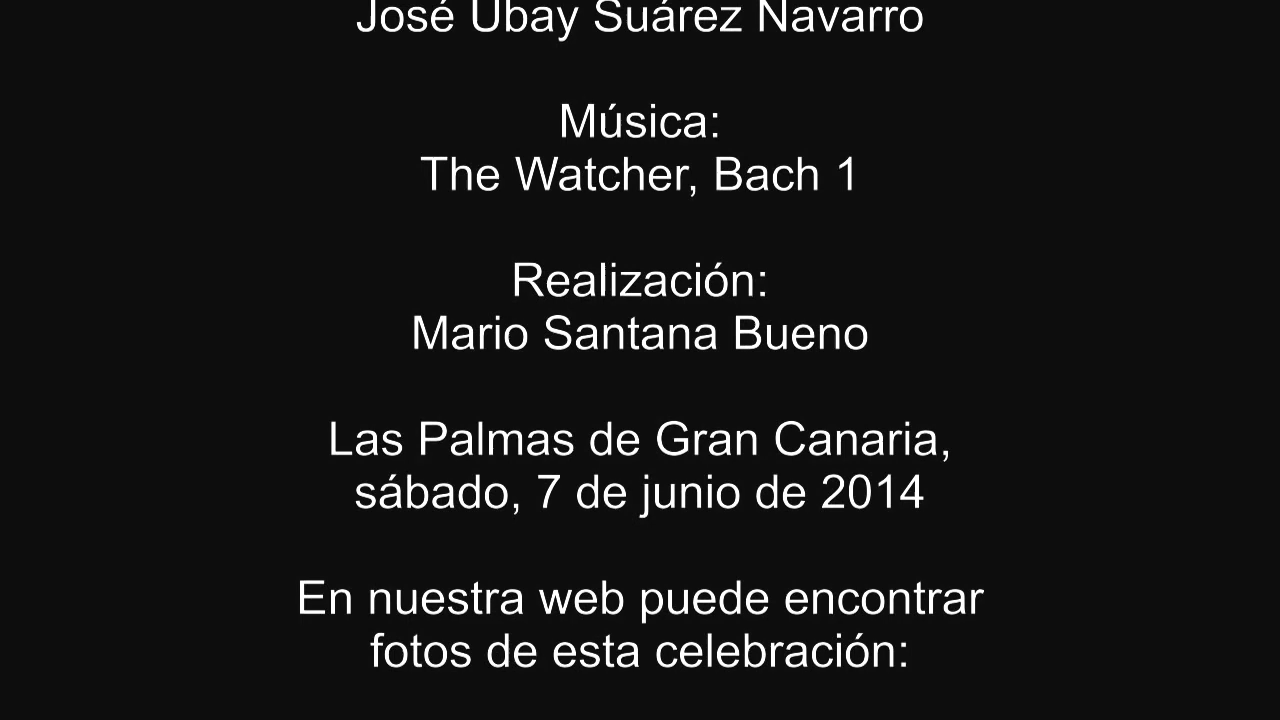 José Ubay Suárez Navarro
Música:
The Watcher, Bach 1
Realización:
Mario Santana Bueno
Las Palmas de Gran Canaria,
sábado, 7 de junio de 2014
En nuestra web puede encontrar
fotos de esta celebración: